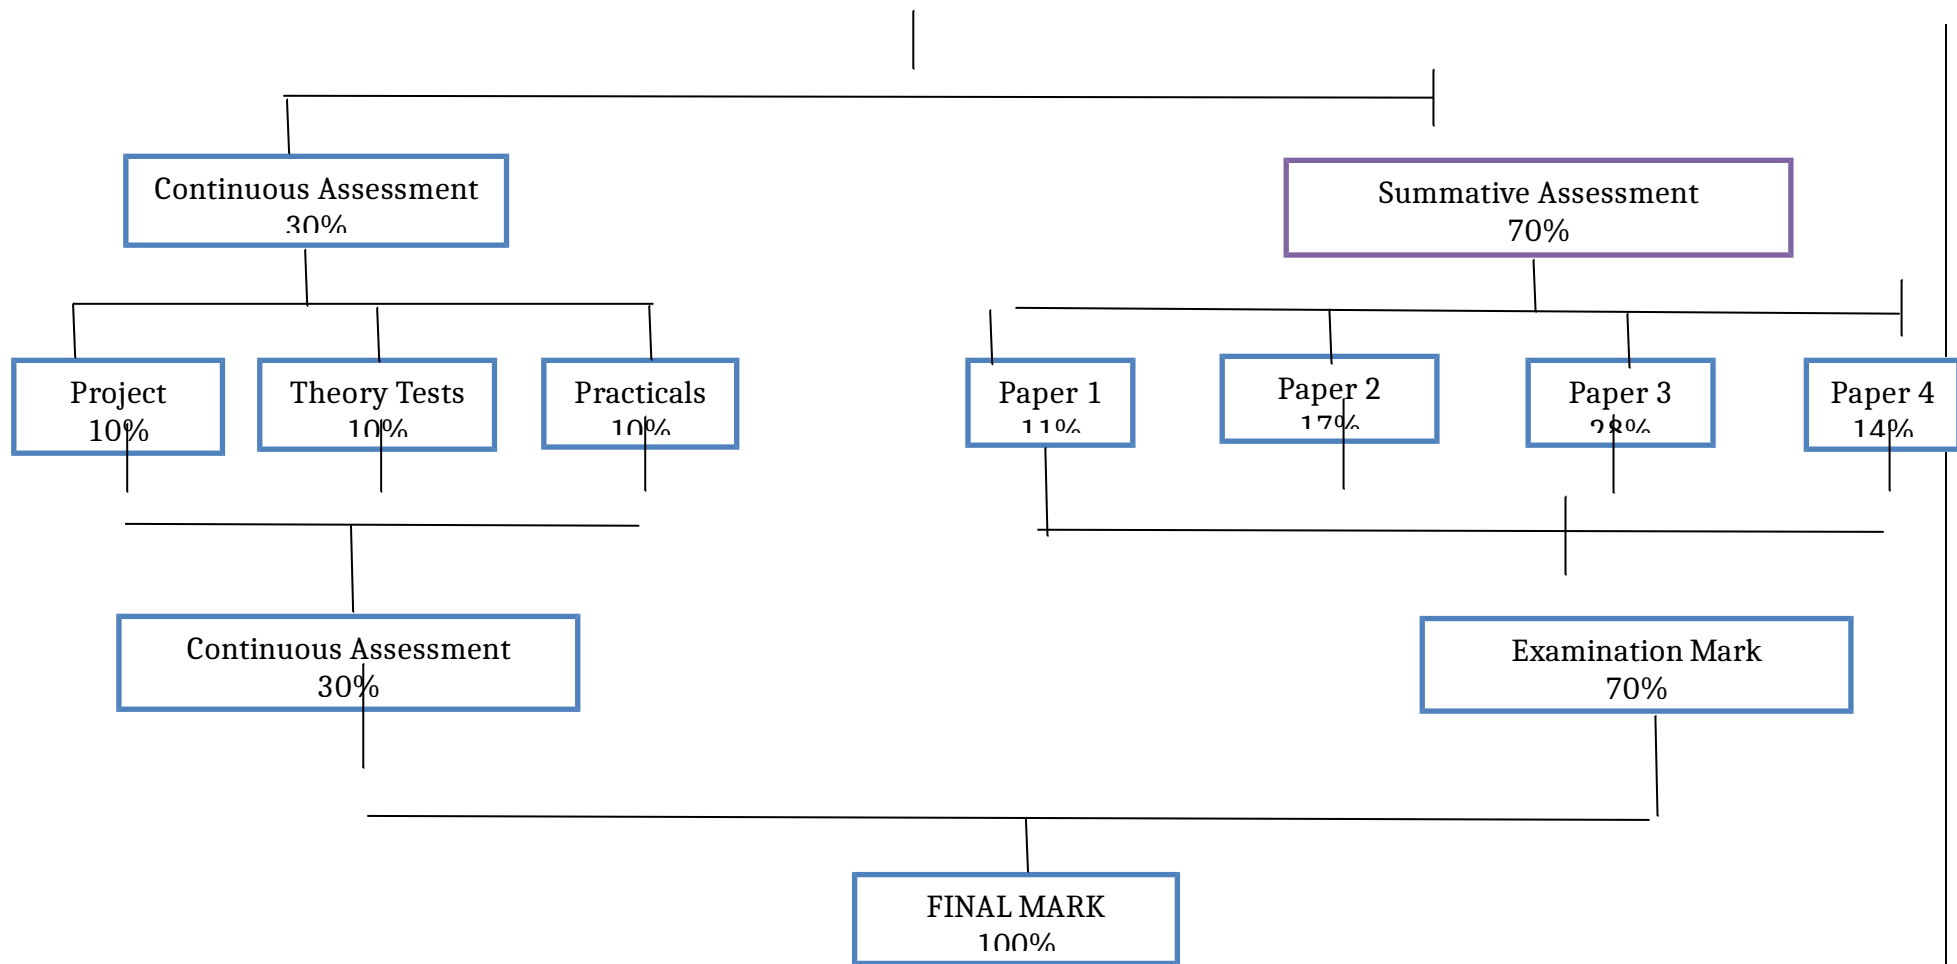 Continuous Assessment
30%
Summative Assessment
70%
Project
10%
Theory Tests
10%
Practicals
10%
Paper 1
11%
Paper 2
17%
Paper 3
28%
Paper 4
14%
Continuous Assessment
30%
Examination Mark
70%
FINAL MARK
100%